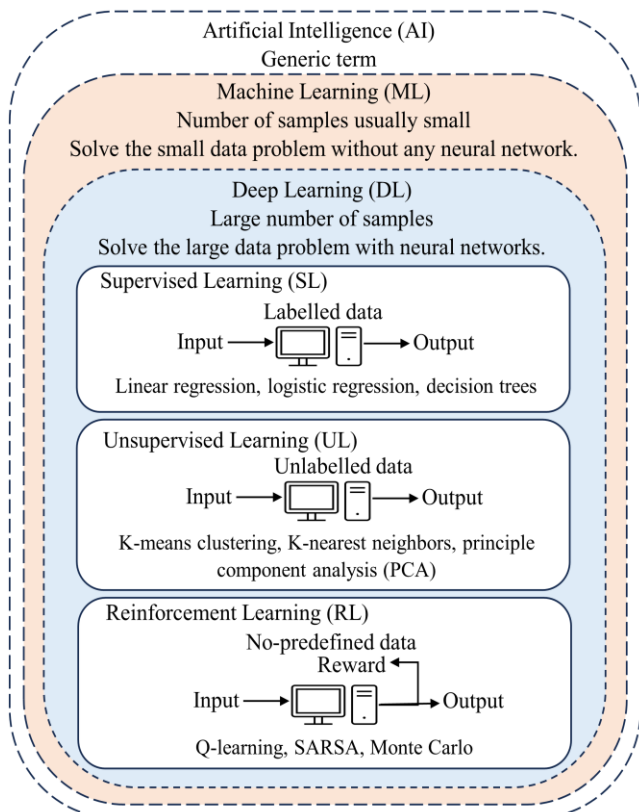 Artificial Intelligence (AI)
Generic term
Machine Learning (ML)
Number of samples usually small
Solve the small data problem without any neural network.
Deep Learning (DL)
Large number of samples
Solve the large data problem with neural networks.
Supervised Learning (SL)
Labelled data
Input
Output
Linear regression, logistic regression, decision trees
Unsupervised Learning (UL)
Unlabelled data
Input
Output
K-means clustering, K-nearest neighbors, principle
component analysis (PCA)
Reinforcement Learning (RL)
No-predefined data
Reward
Input
Output
Q-learning, SARSA, Monte Carlo